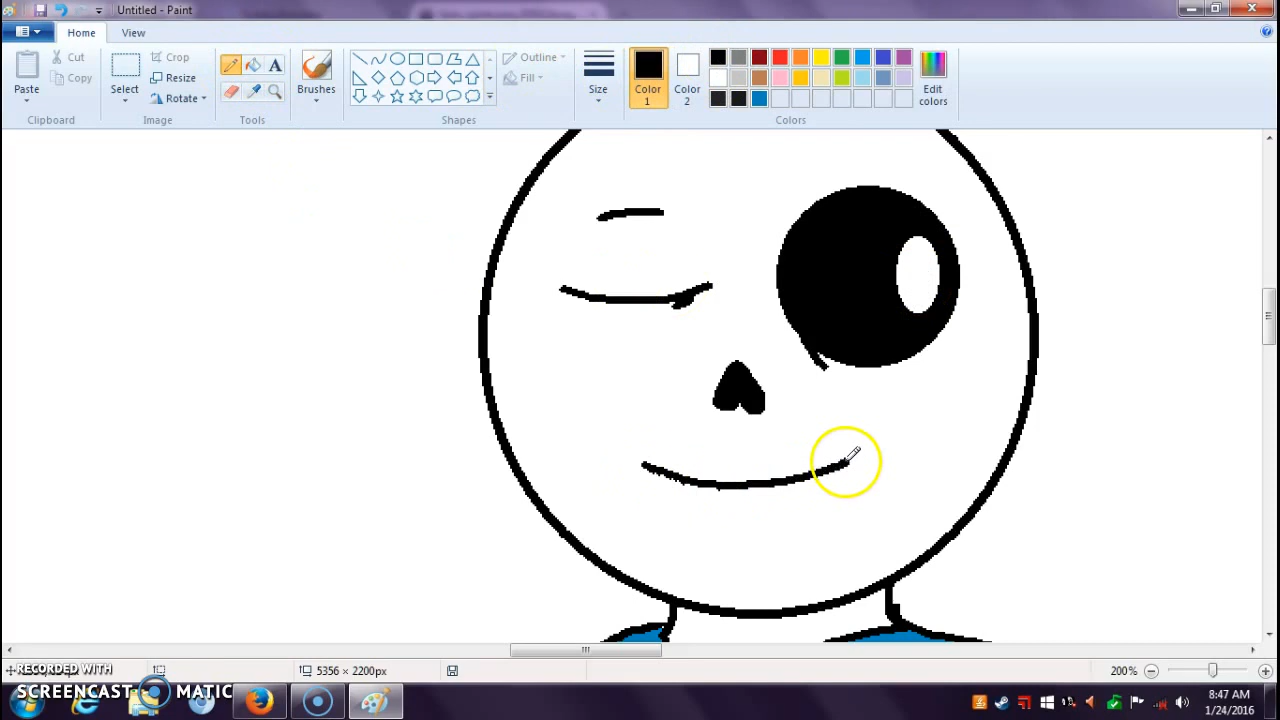 Untitled - Paint
Home View
Paste
Cut
Copy
Clipboard
Select
Crop
Resize
Rotate
Image
Tools
Brushes
Shapes
Outline
Fill
Size
Color 1
Color 2
Colors
Edit colors
RECORDED WITH
SCREENCAST MATIC
5356 × 2200px
200%
8:47 AM
1/24/2016